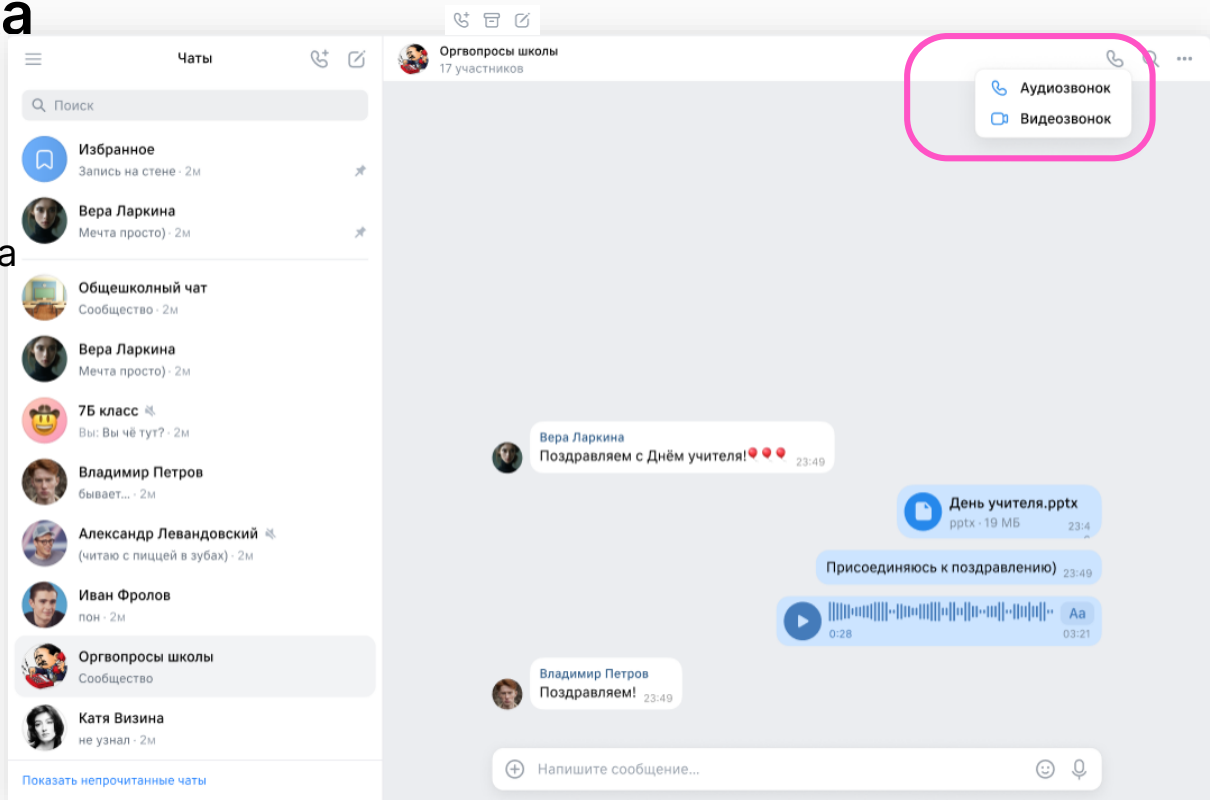 а
Чаты
Поиск
Избранное
Запись на стене · 2м
Вера Ларкина
Мечта просто) · 2м
а
Общешкольный чат
Сообщество · 2м
Вера Ларкина
Мечта просто) · 2м
7Б класс
Вы: Вы чё тут? · 2м
Владимир Петров
бывает... · 2м
Александр Левандовский
(читаю с пиццей в зубах) · 2м
Иван Фролов
пон · 2м
Оргвопросы школы
Сообщество
Катя Визина
не узнал · 2м
Показать непрочитанные чаты
Оргвопросы школы
17 участников
Аудиозвонок
Видеозвонок
Вера Ларкина
Поздравляем с Днём учителя! 23:49
День учителя.pptx
pptx · 19 МБ 23:4
Присоединяюсь к поздравлению) 23:49
Aa
0:28 03:21
Владимир Петров
Поздравляем! 23:49
Напишите сообщение...